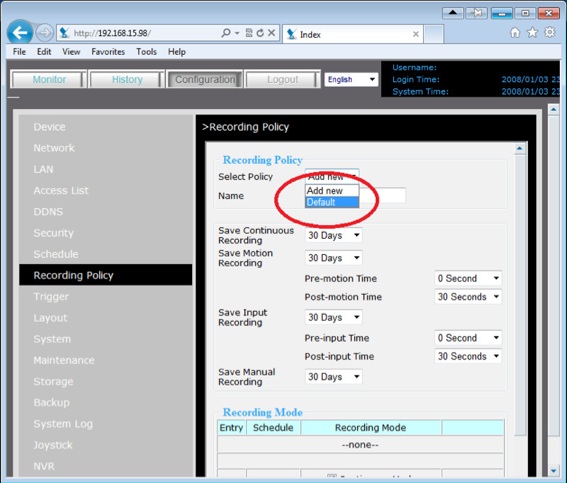 http://192.168.15.98/
Index
File Edit View Favorites Tools Help
Monitor History Configuration Logout English
Username:
Login Time: 2008/01/03 23
System Time: 2008/01/03 23
Device
Network
LAN
Access List
DDNS
Security
Schedule
Recording Policy
Trigger
Layout
System
Maintenance
Storage
Backup
System Log
Joystick
NVR
>Recording Policy
Recording Policy
Select Policy Add new
Add new
Default
Name
Save Continuous Recording 30 Days
Save Motion Recording 30 Days
Pre-motion Time 0 Second
Post-motion Time 30 Seconds
Save Input Recording 30 Days
Pre-input Time 0 Second
Post-input Time 30 Seconds
Save Manual Recording 30 Days
Recording Mode
Entry Schedule Recording Mode
--none--